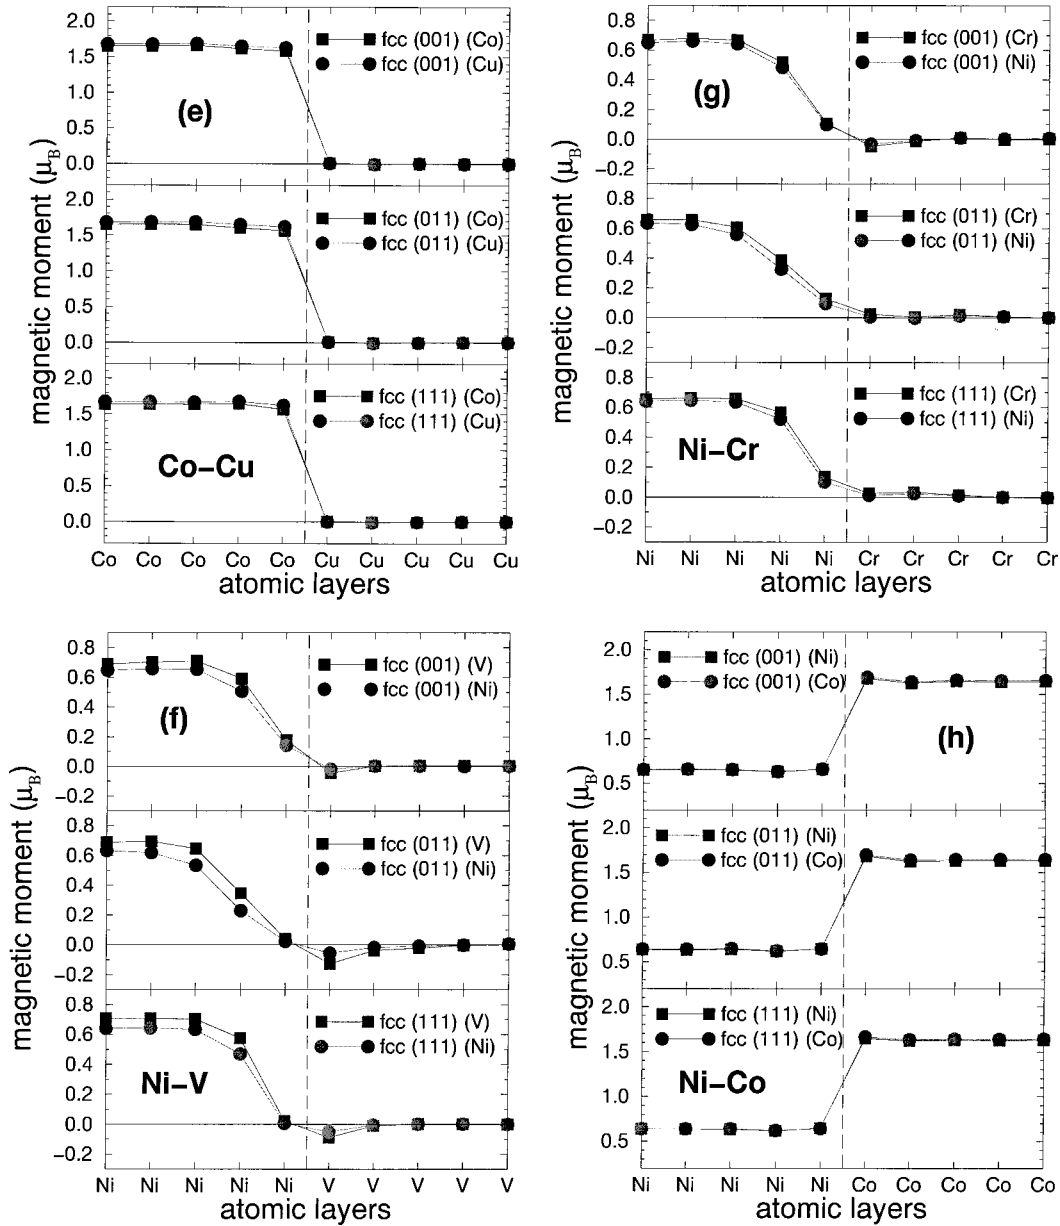 magnetic moment (μB)
2.0
1.5
1.0
0.5
0.0
fcc (001) (Co)
fcc (001) (Cu)
(e)
2.0
1.5
1.0
0.5
0.0
fcc (011) (Co)
fcc (011) (Cu)
2.0
1.5
1.0
0.5
0.0
fcc (111) (Co)
fcc (111) (Cu)
Co−Cu
Co Co Co Co Co Cu Cu Cu Cu Cu
atomic layers
magnetic moment (μB)
0.8
0.6
0.4
0.2
0.0
−0.2
fcc (001) (Cr)
fcc (001) (Ni)
(g)
0.8
0.6
0.4
0.2
0.0
−0.2
fcc (011) (Cr)
fcc (011) (Ni)
0.8
0.6
0.4
0.2
0.0
−0.2
fcc (111) (Cr)
fcc (111) (Ni)
Ni−Cr
Ni Ni Ni Ni Ni Cr Cr Cr Cr Cr
atomic layers
magnetic moment (μB)
0.8
0.6
0.4
0.2
0.0
−0.2
fcc (001) (V)
fcc (001) (Ni)
(f)
0.8
0.6
0.4
0.2
0.0
−0.2
fcc (011) (V)
fcc (011) (Ni)
0.8
0.6
0.4
0.2
0.0
−0.2
fcc (111) (V)
fcc (111) (Ni)
Ni−V
Ni Ni Ni Ni Ni V V V V V
atomic layers
magnetic moment (μB)
2.0
1.5
1.0
0.5
fcc (001) (Ni)
fcc (001) (Co)
(h)
2.0
1.5
1.0
0.5
fcc (011) (Ni)
fcc (011) (Co)
2.0
1.5
1.0
0.5
fcc (111) (Ni)
fcc (111) (Co)
Ni−Co
Ni Ni Ni Ni Ni Co Co Co Co Co
atomic layers